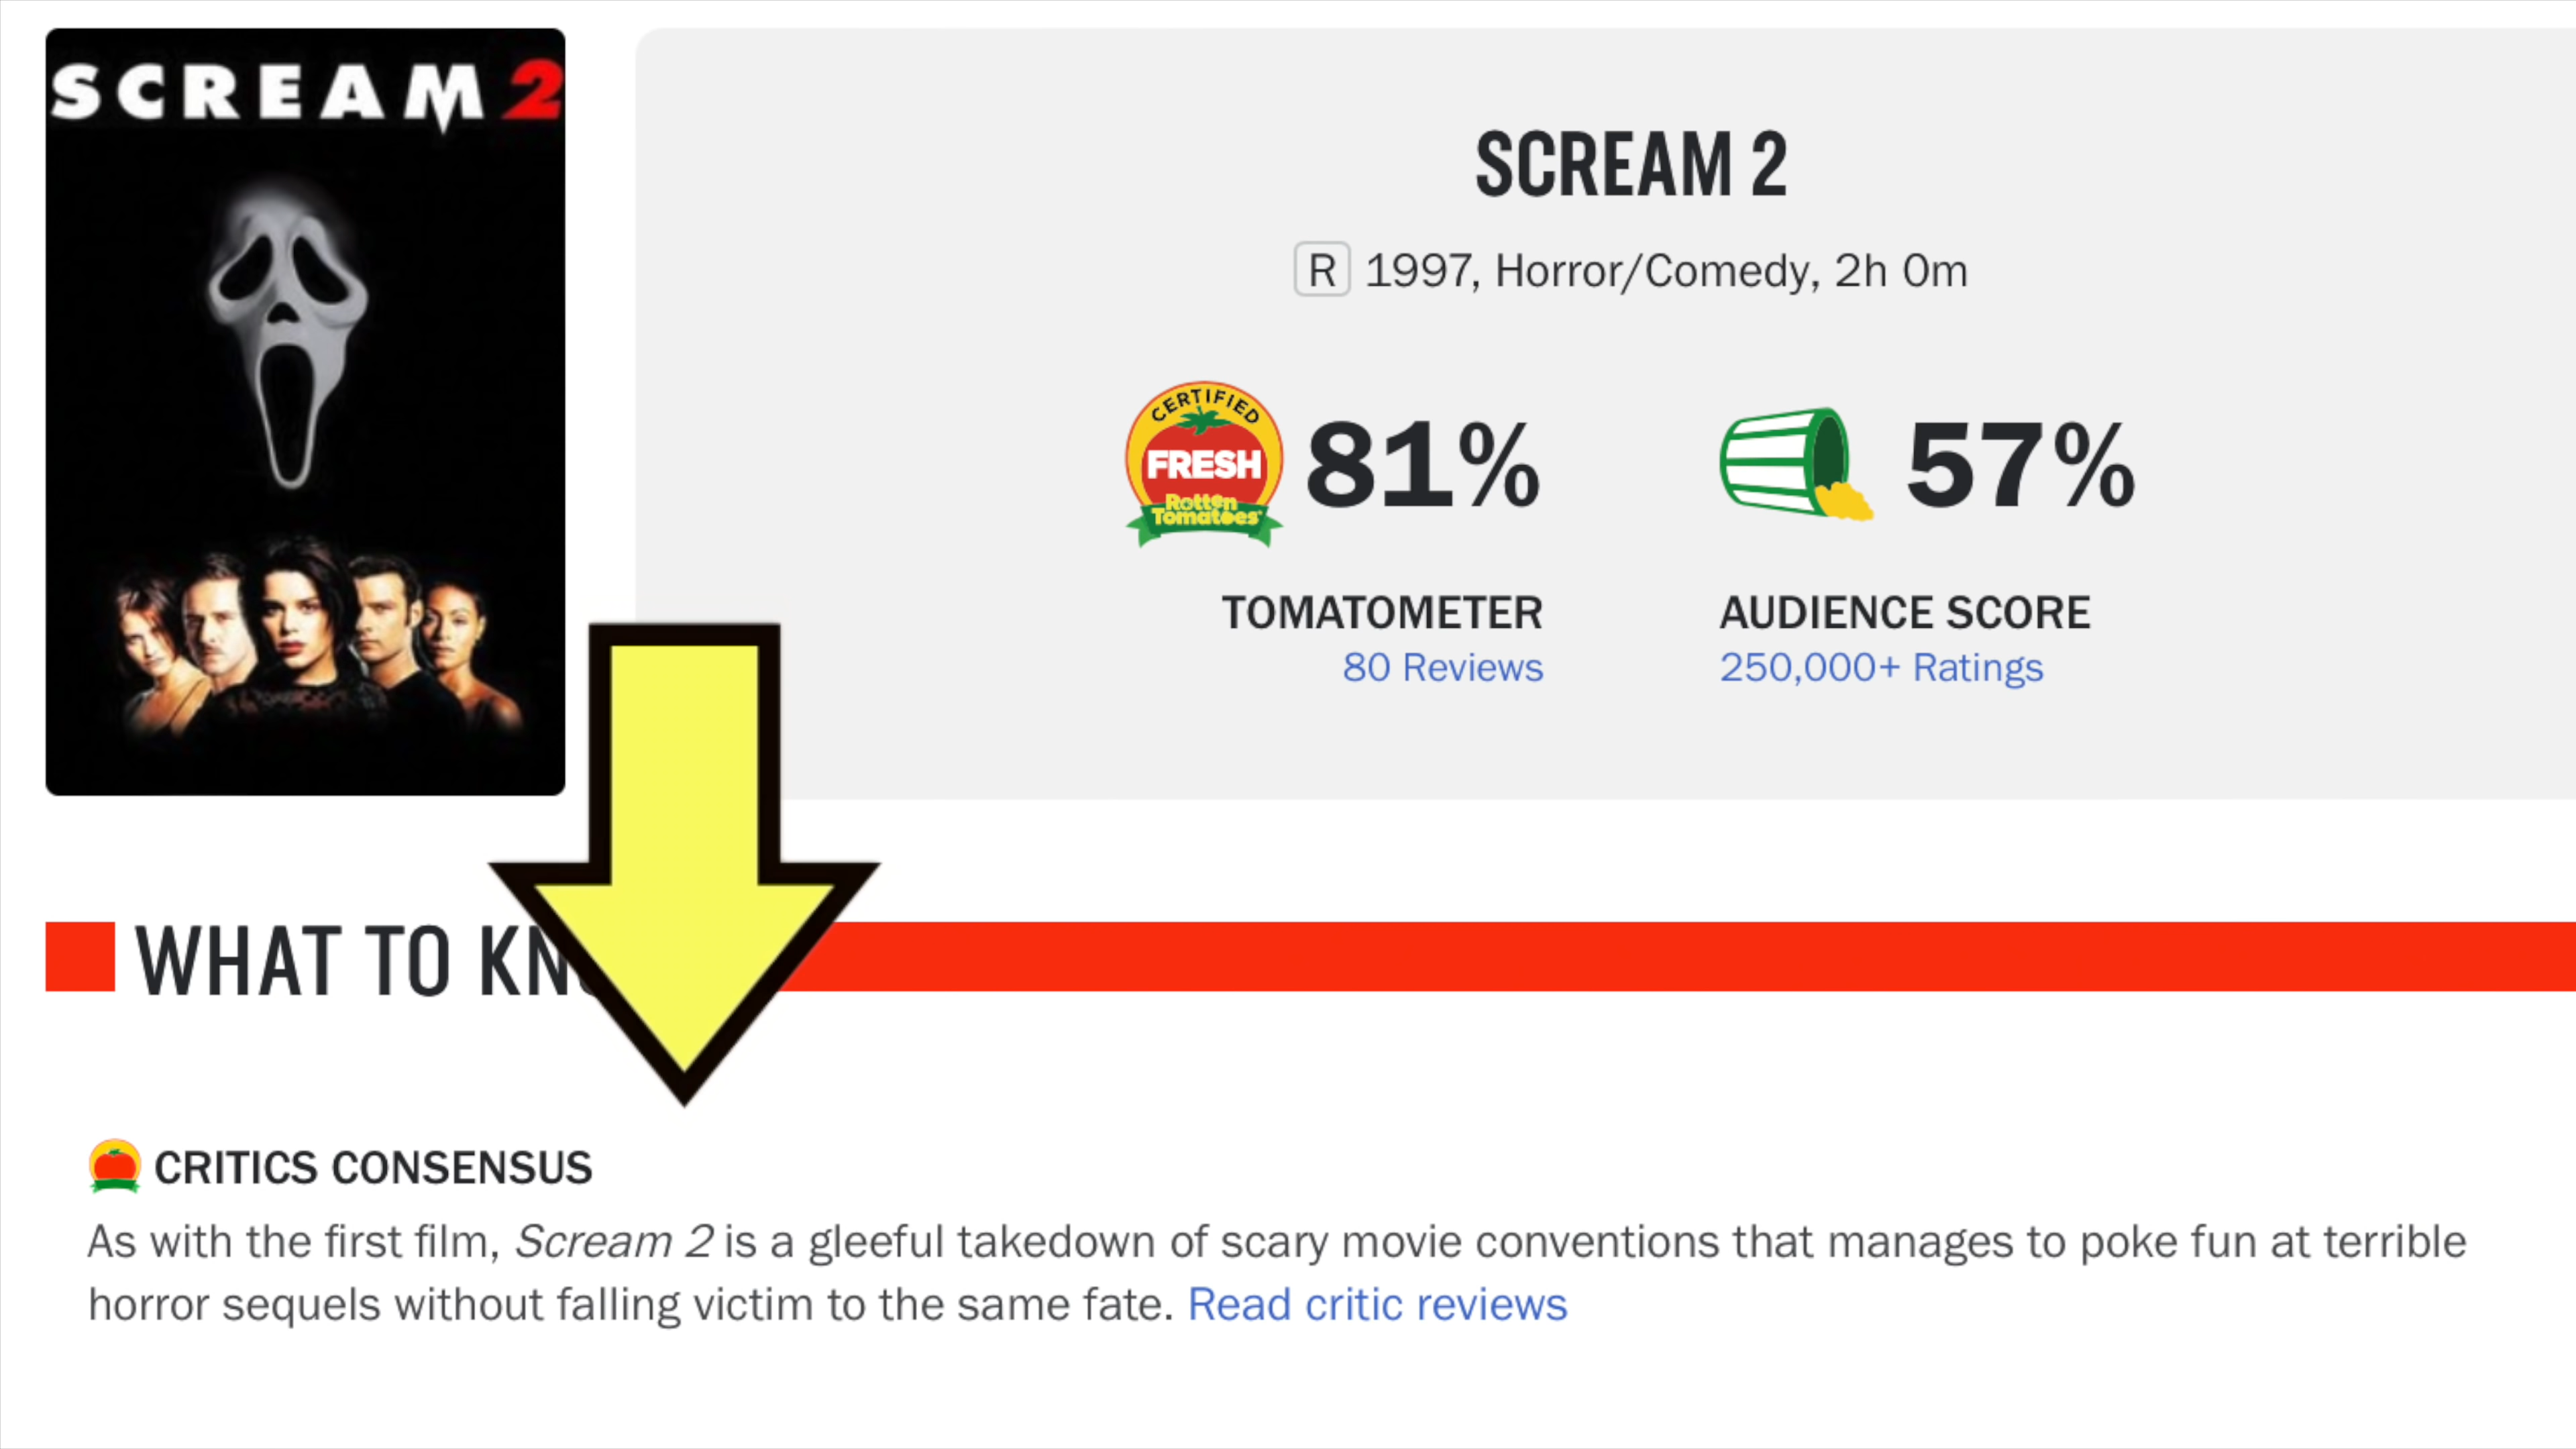 SCREAM 2
SCREAM 2
R 1997, Horror/Comedy, 2h 0m
CERTIFIED
FRESH
Rotten
Tomatoes
81%
57%
TOMATOMETER
80 Reviews
AUDIENCE SCORE
250,000+ Ratings
WHAT TO
CRITICS CONSENSUS
As with the first film, Scream 2 is a gleeful takedown of scary movie conventions that manages to poke fun at terrible
horror sequels without falling victim to the same fate. Read critic reviews